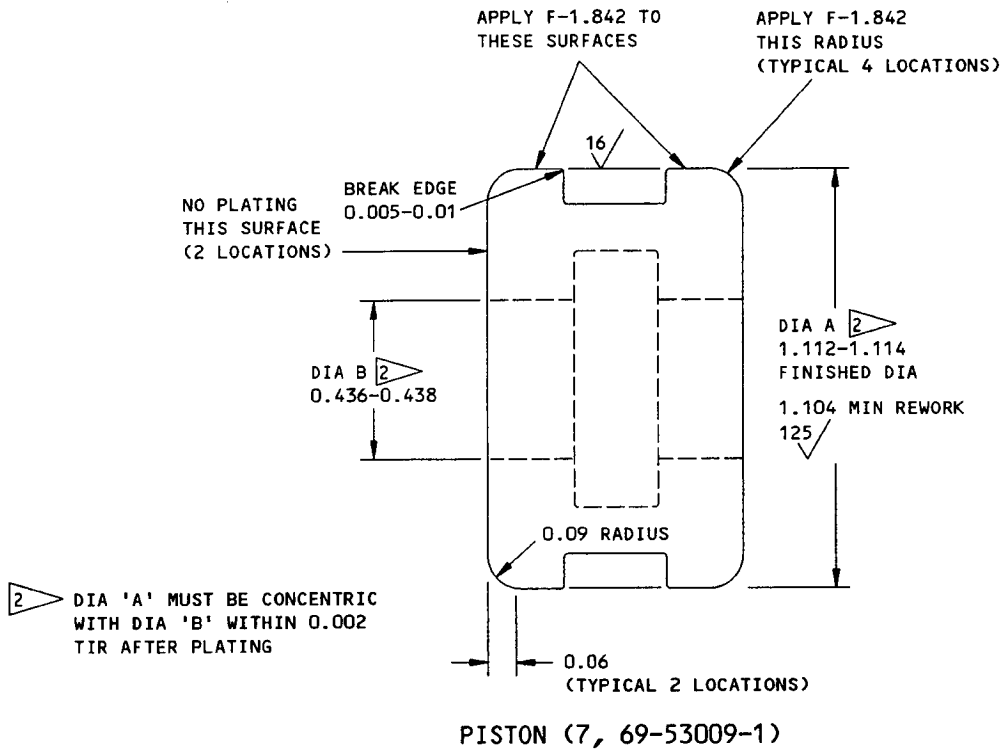 APPLY F-1.842 TO
THESE SURFACES
APPLY F-1.842
THIS RADIUS
(TYPICAL 4 LOCATIONS)
16
BREAK EDGE
0.005-0.01
NO PLATING
THIS SURFACE
(2 LOCATIONS)
DIA A 2
1.112-1.114
FINISHED DIA
1.104 MIN REWORK
125
DIA B 2
0.436-0.438
0.09 RADIUS
2 DIA 'A' MUST BE CONCENTRIC
WITH DIA 'B' WITHIN 0.002
TIR AFTER PLATING
0.06
(TYPICAL 2 LOCATIONS)
PISTON (7, 69-53009-1)